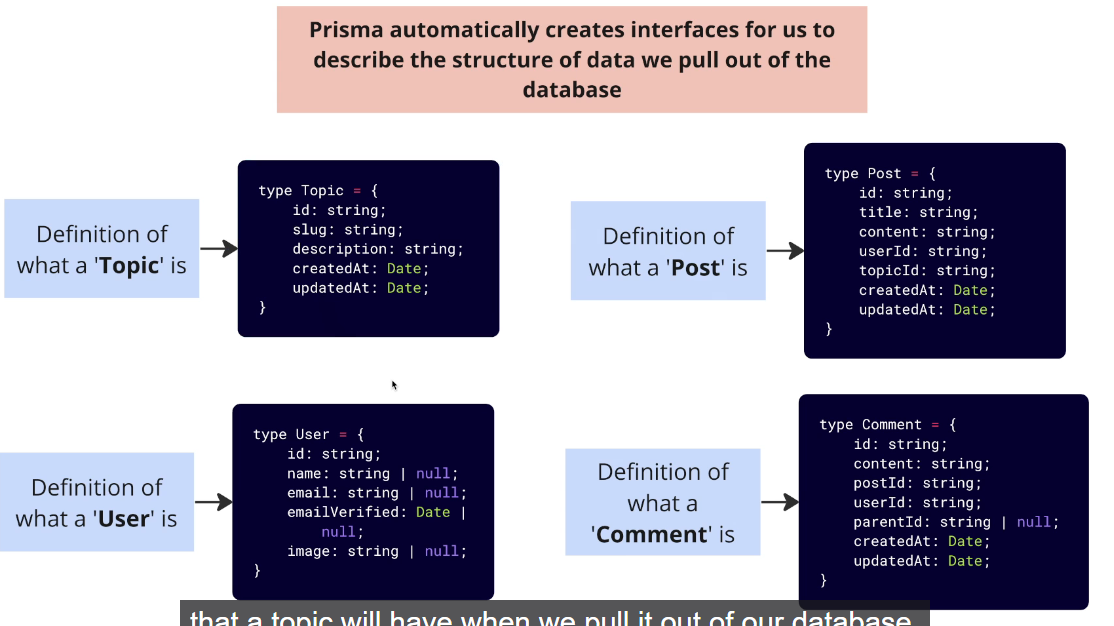 Prisma automatically creates interfaces for us to
describe the structure of data we pull out of the
database
Definition of
what a 'Topic' is
type Topic = {
id: string;
slug: string;
description: string;
createdAt: Date;
updatedAt: Date;
}
Definition of
what a 'Post' is
type Post = {
id: string;
title: string;
content: string;
userId: string;
topicId: string;
createdAt: Date;
updatedAt: Date;
}
Definition of
what a 'User' is
type User = {
id: string;
name: string | null;
email: string | null;
emailVerified: Date |
null;
image: string | null;
}
Definition of
what a
'Comment' is
type Comment = {
id: string;
content: string;
postId: string;
userId: string;
parentId: string | null;
createdAt: Date;
updatedAt: Date;
}
that a topic will have when we pull it out of our database